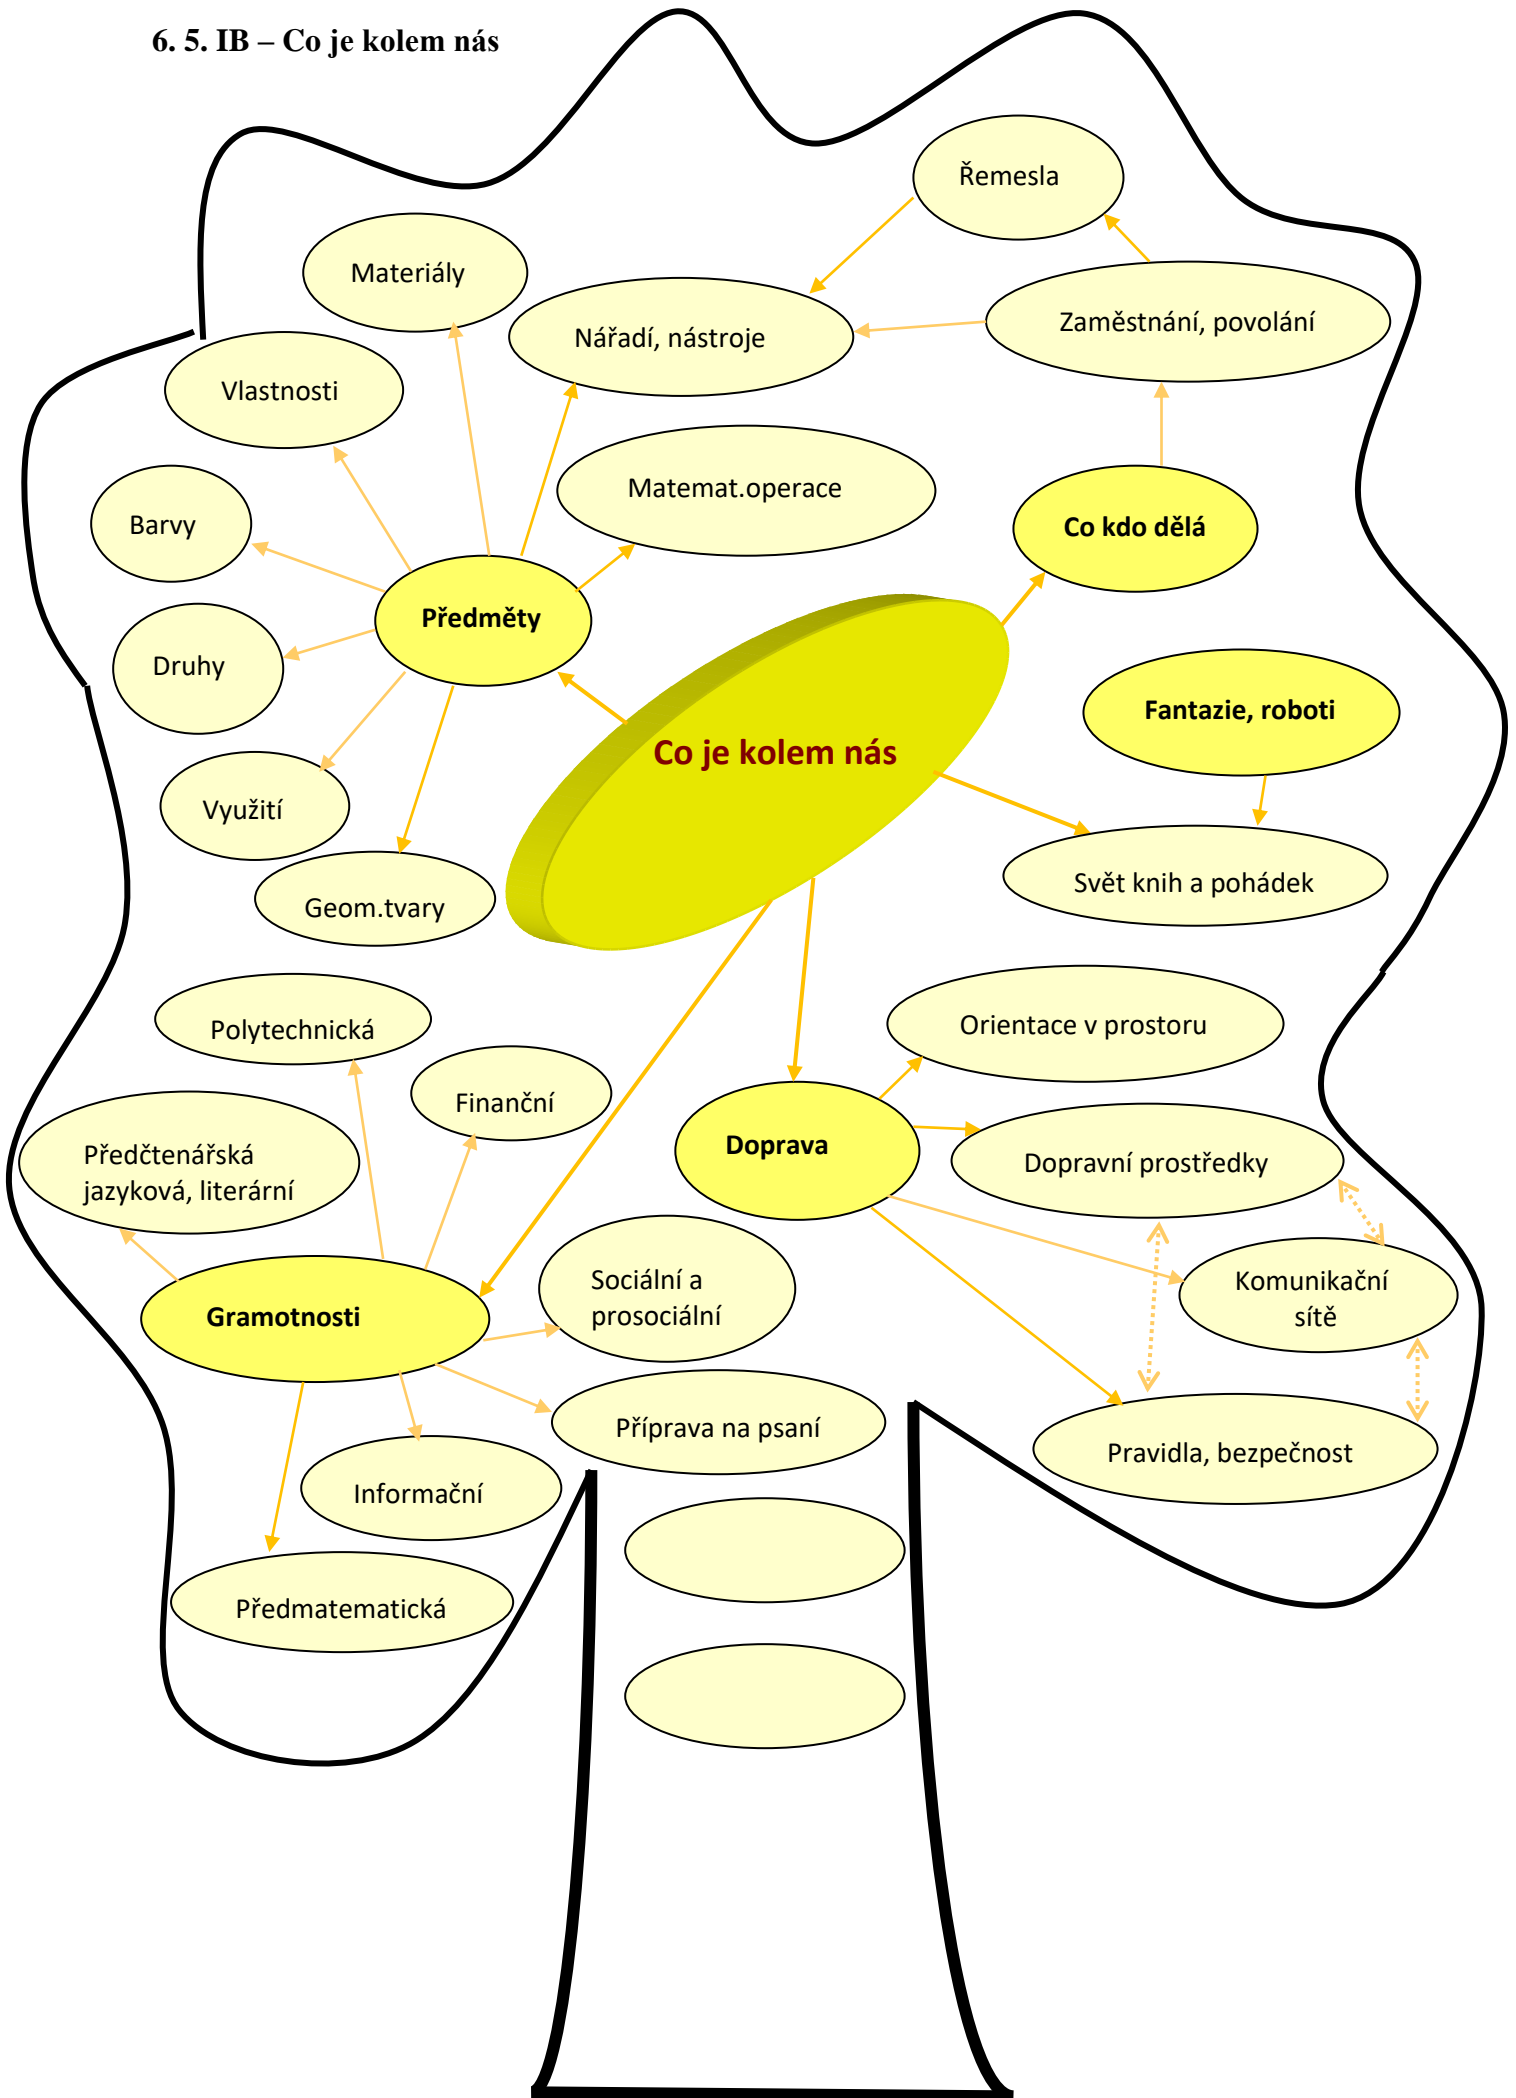 6. 5. IB – Co je kolem nás
Řemesla
Materiály
Nářadí, nástroje
Zaměstnání, povolání
Vlastnosti
Matemat.operace
Barvy
Co kdo dělá
Předměty
Druhy
Fantazie, roboti
Co je kolem nás
Využití
Svět knih a pohádek
Geom.tvary
Polytechnická
Orientace v prostoru
Finanční
Předčtenářská
jazyková, literární
Doprava
Dopravní prostředky
Sociální a
prosociální
Komunikační
sítě
Gramotnosti
Příprava na psaní
Pravidla, bezpečnost
Informační
Předmatematická